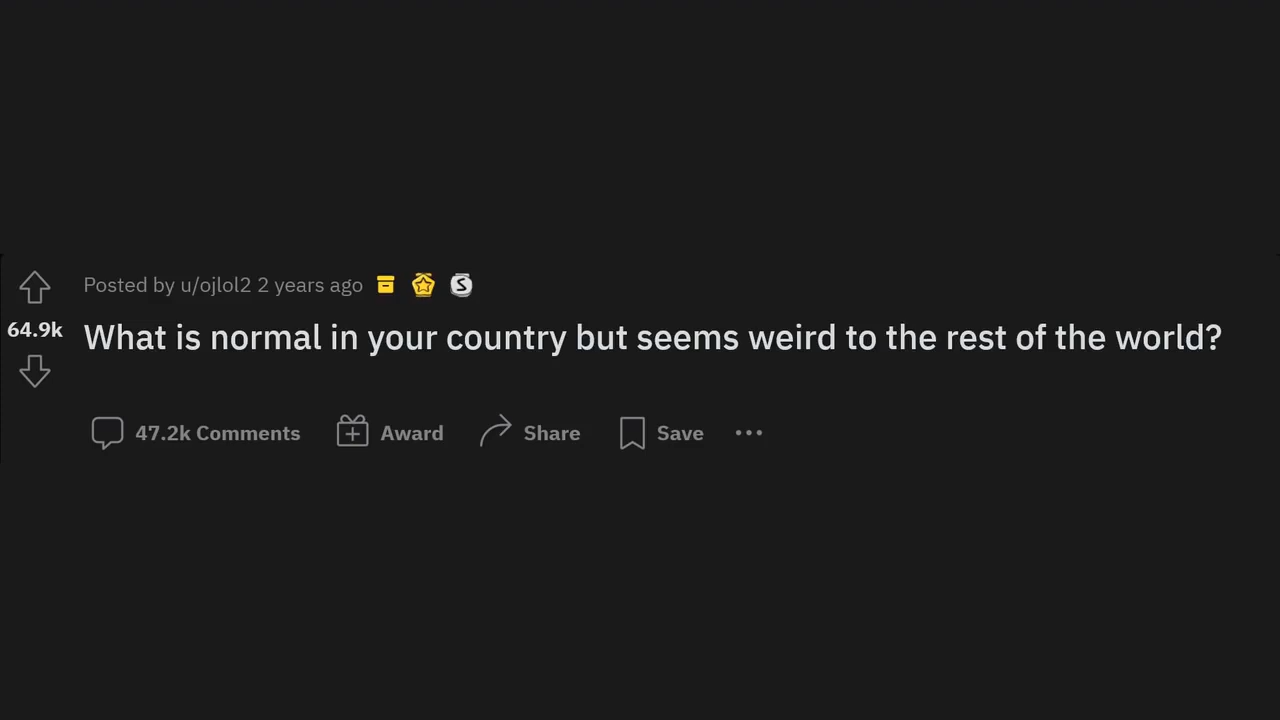 Posted by u/ojlol2 2 years ago
64.9k
What is normal in your country but seems weird to the rest of the world?
47.2k Comments Award Share Save